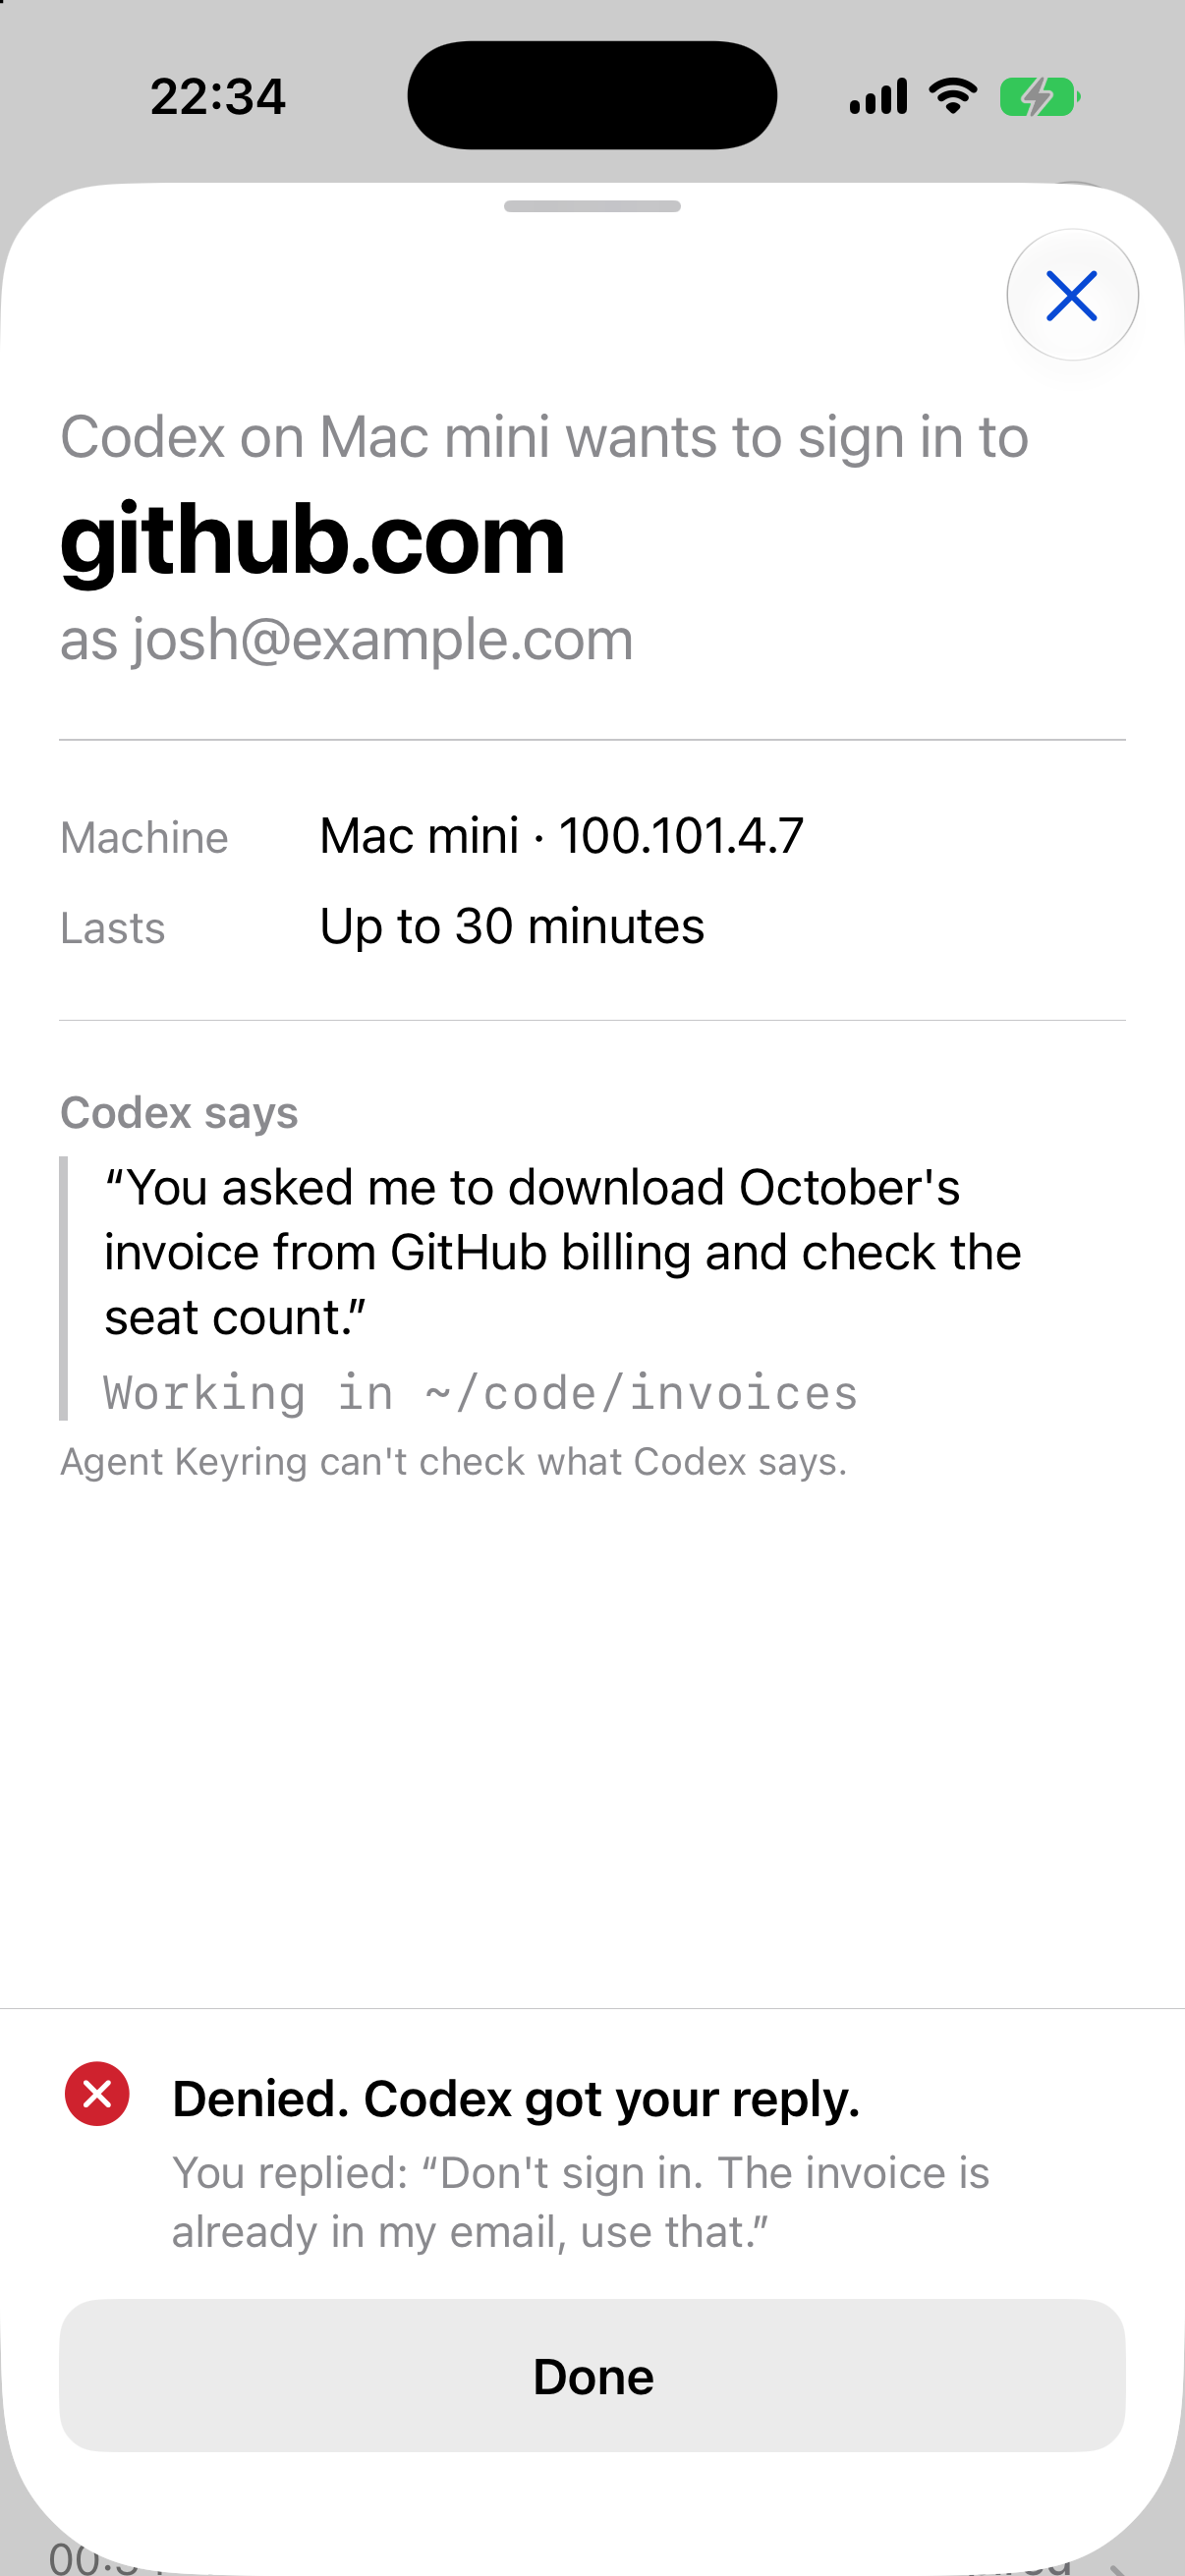 22:34
Codex on Mac mini wants to sign in to
github.com
as josh@example.com
Machine Mac mini · 100.101.4.7
Lasts Up to 30 minutes
Codex says
“You asked me to download October's
invoice from GitHub billing and check the
seat count.”
Working in ~/code/invoices
Agent Keyring can't check what Codex says.
Denied. Codex got your reply.
You replied: “Don't sign in. The invoice is
already in my email, use that.”
Done